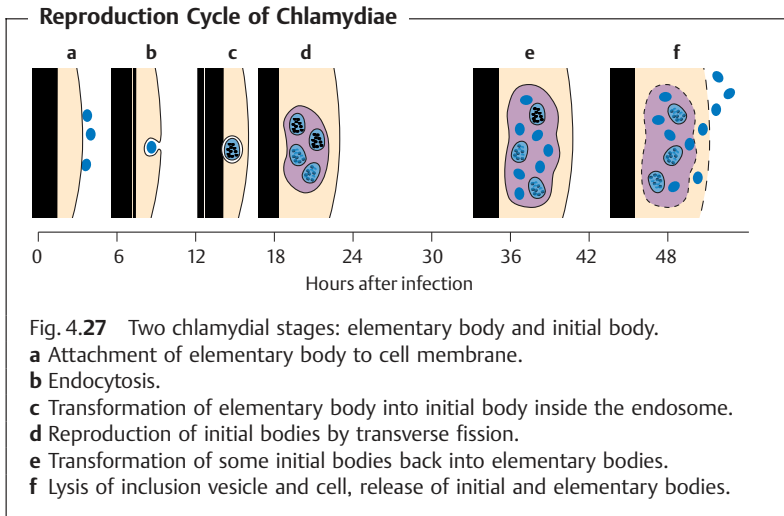 Reproduction Cycle of Chlamydiae
a b c d e f
0 6 12 18 24 30 36 42 48
Hours after infection
Fig. 4.27 Two chlamydial stages: elementary body and initial body.
a Attachment of elementary body to cell membrane.
b Endocytosis.
c Transformation of elementary body into initial body inside the endosome.
d Reproduction of initial bodies by transverse fission.
e Transformation of some initial bodies back into elementary bodies.
f Lysis of inclusion vesicle and cell, release of initial and elementary bodies.